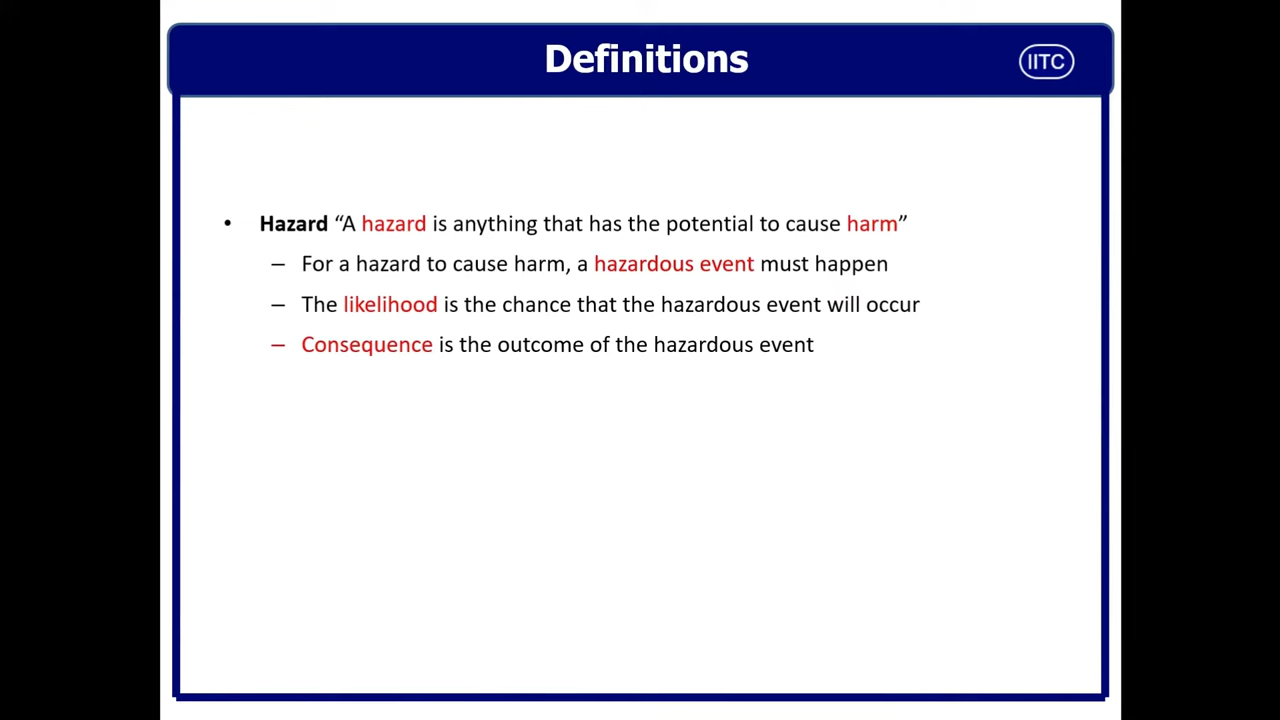 Definitions
IITC
• Hazard “A hazard is anything that has the potential to cause harm”
– For a hazard to cause harm, a hazardous event must happen
– The likelihood is the chance that the hazardous event will occur
– Consequence is the outcome of the hazardous event